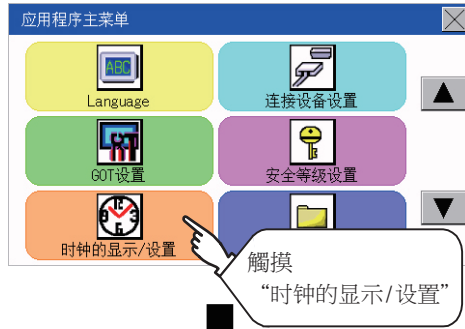 应用程序主菜单
ABC
Language
连接设备设置
GOT设置
安全等级设置
时钟的显示/设置
觸摸
“时钟的显示/设置”